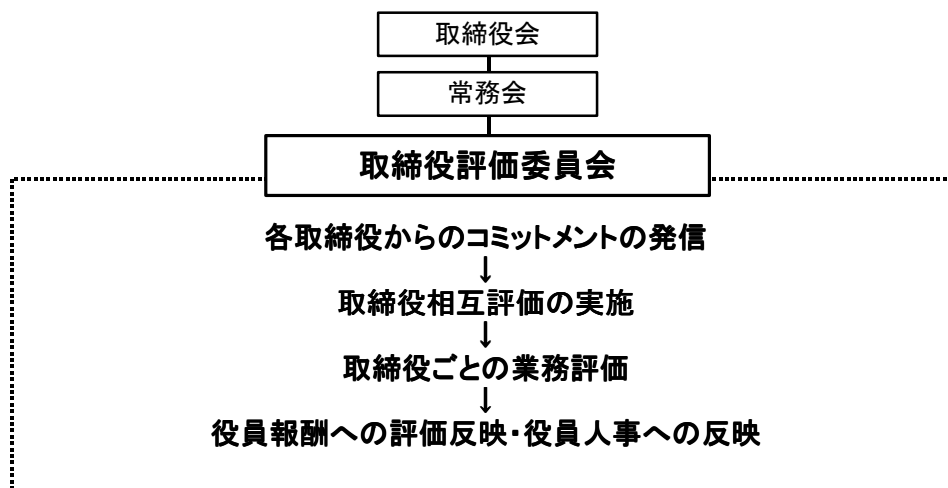 取締役会
常務会
取締役評価委員会
各取締役からのコミットメントの発信
↓
取締役相互評価の実施
↓
取締役ごとの業務評価
↓
役員報酬への評価反映・役員人事への反映